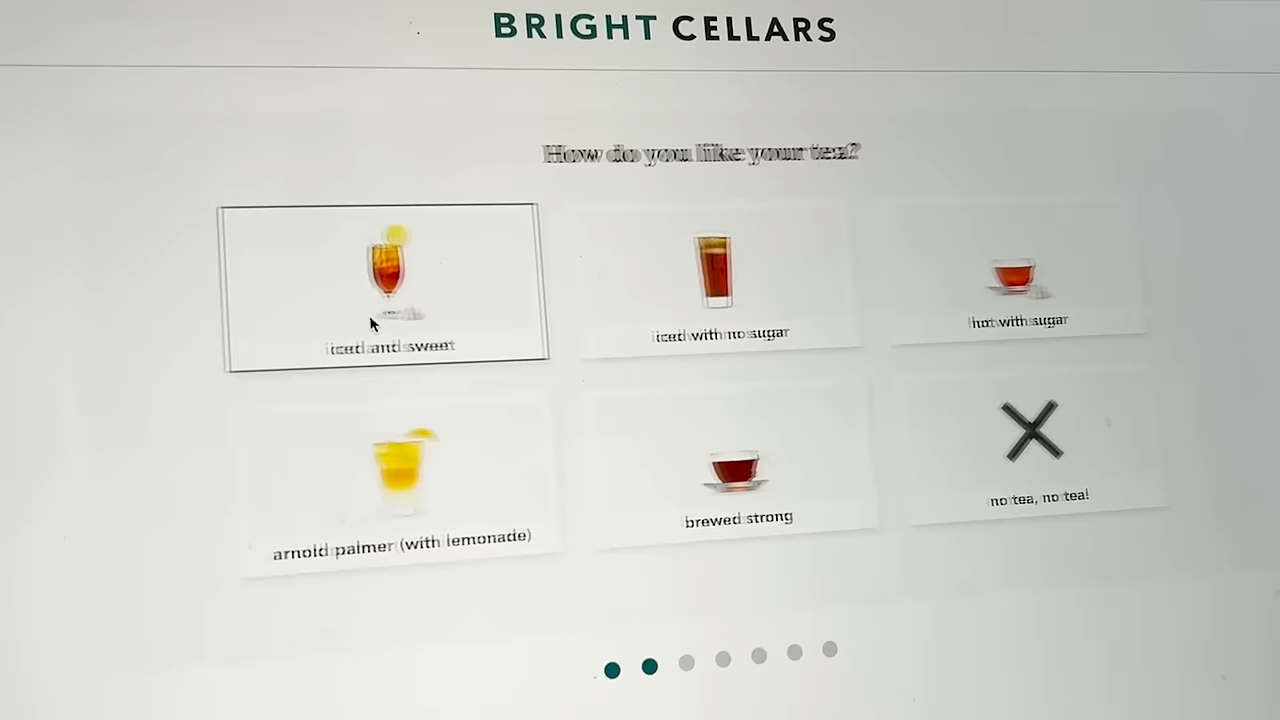 BRIGHT CELLARS
How do you like your tea?
iced and sweet
iced with no sugar
hot with sugar
arnold palmer (with lemonade)
brewed strong
no tea, no tea!